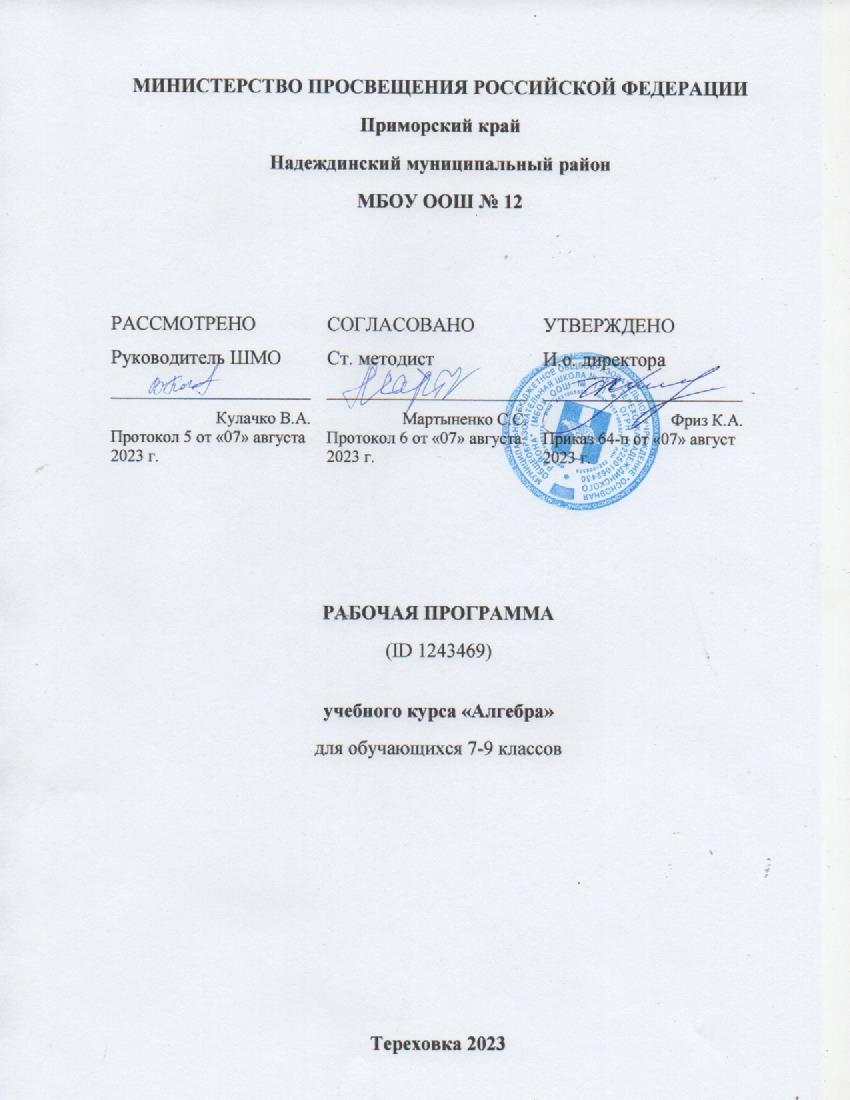 МИНИСТЕРСТВО ПРОСВЕЩЕНИЯ РОССИЙСКОЙ ФЕДЕРАЦИИ
Приморский край
Надеждинский муниципальный район
МБОУ ООШ № 12
РАССМОТРЕНО
Руководитель ШМО
Кулачко В.А.
Протокол 5 от «07» августа
2023 г.
СОГЛАСОВАНО
Ст. методист
Мартыненко С.С.
Протокол 6 от «07» августа
2023 г.
УТВЕРЖДЕНО
И.о. директора
Фриз К.А.
Приказ 64-п от «07» август
2023 г.
РАБОЧАЯ ПРОГРАММА
(ID 1243469)
учебного курса «Алгебра»
для обучающихся 7-9 классов
Тереховка 2023